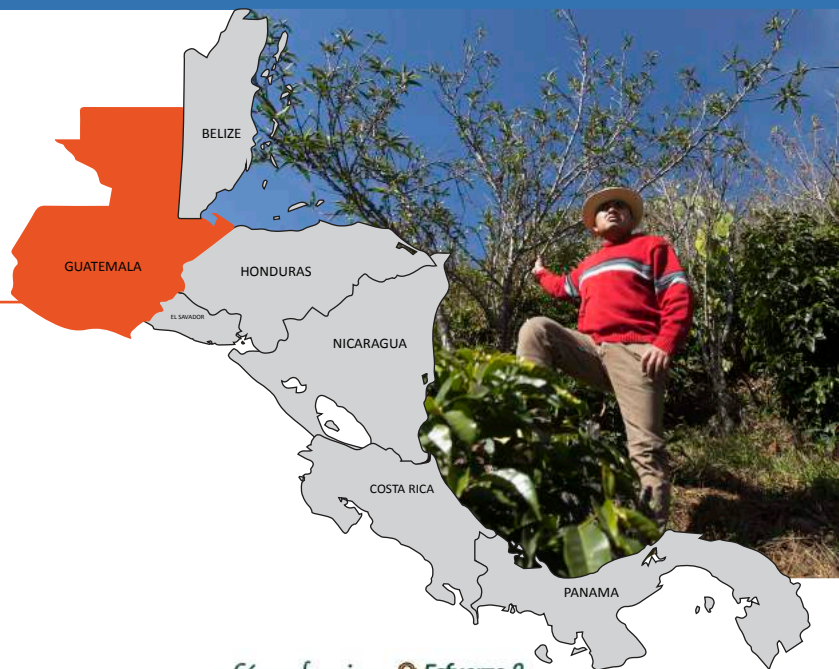 BELIZE
GUATEMALA
HONDURAS
EL SAVADOR
NICARAGUA
COSTA RICA
PANAMA